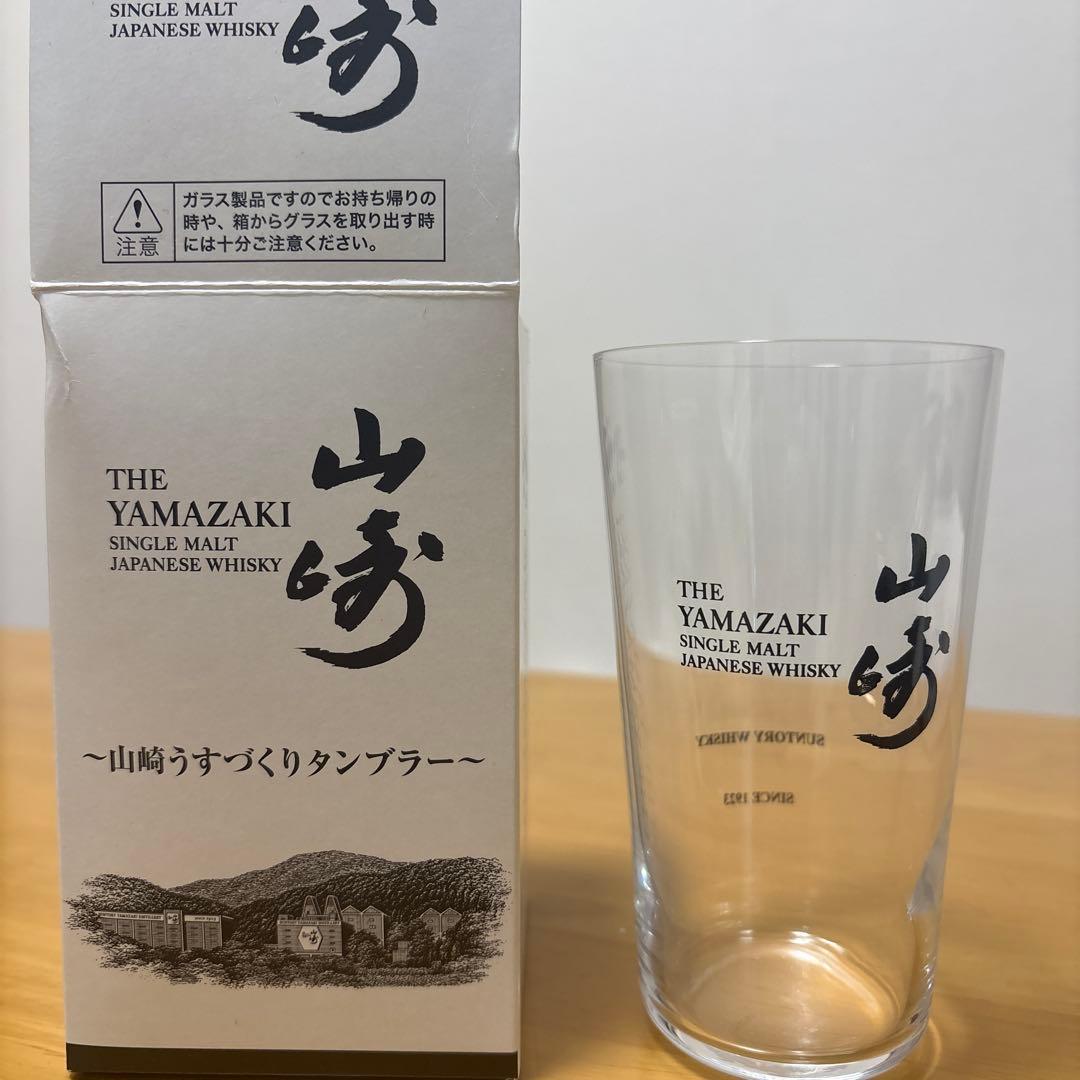 SINGLE MALT
JAPANESE WHISKY
崎
注意
ガラス製品ですのでお持ち帰りの
時や、箱からグラスを取り出す時
には十分ご注意ください。
山崎
THE
YAMAZAKI
SINGLE MALT
JAPANESE WHISKY
~山崎うすづくりタンブラー~
THE
YAMAZAKI
SINGLE MALT
JAPANESE WHISKY
山崎
SUNTORY WHISKY
SINCE 1923